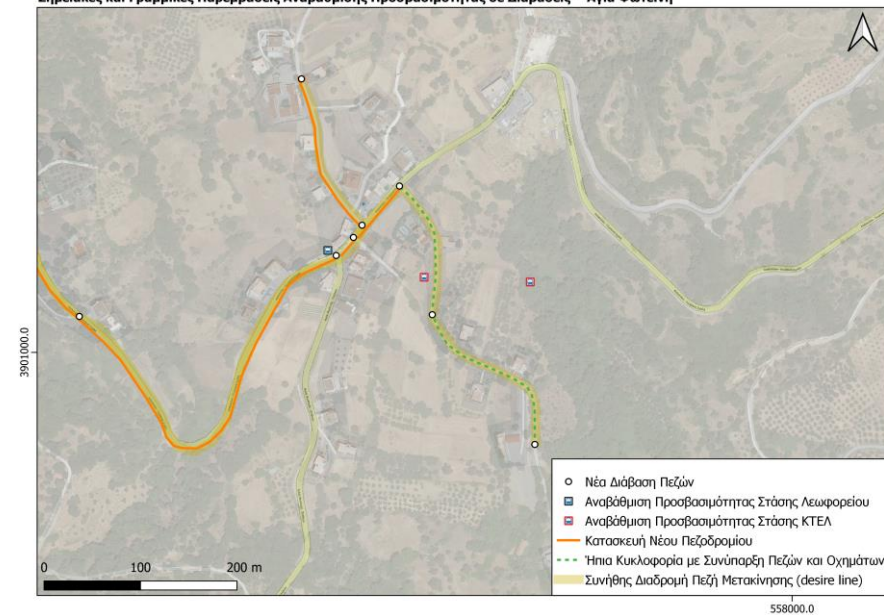 Σημειακές και Γραμμικές Παρεμβάσεις Αναβάθμισης Προσβασιμότητας σε Διαβάσεις - Αγία Φωτεινή
3901000.0
Νέα Διάβαση Πεζών
Αναβάθμιση Προσβασιμότητας Στάσης Λεωφορείου
Αναβάθμιση Προσβασιμότητας Στάσης ΚΤΕΛ
Κατασκευή Νέου Πεζοδρομίου
Ήπια Κυκλοφορία με Συνύπαρξη Πεζών και Οχημάτων
Συνήθης Διαδρομή Πεζή Μετακίνησης (desire line)
0 100 200 m
558000.0